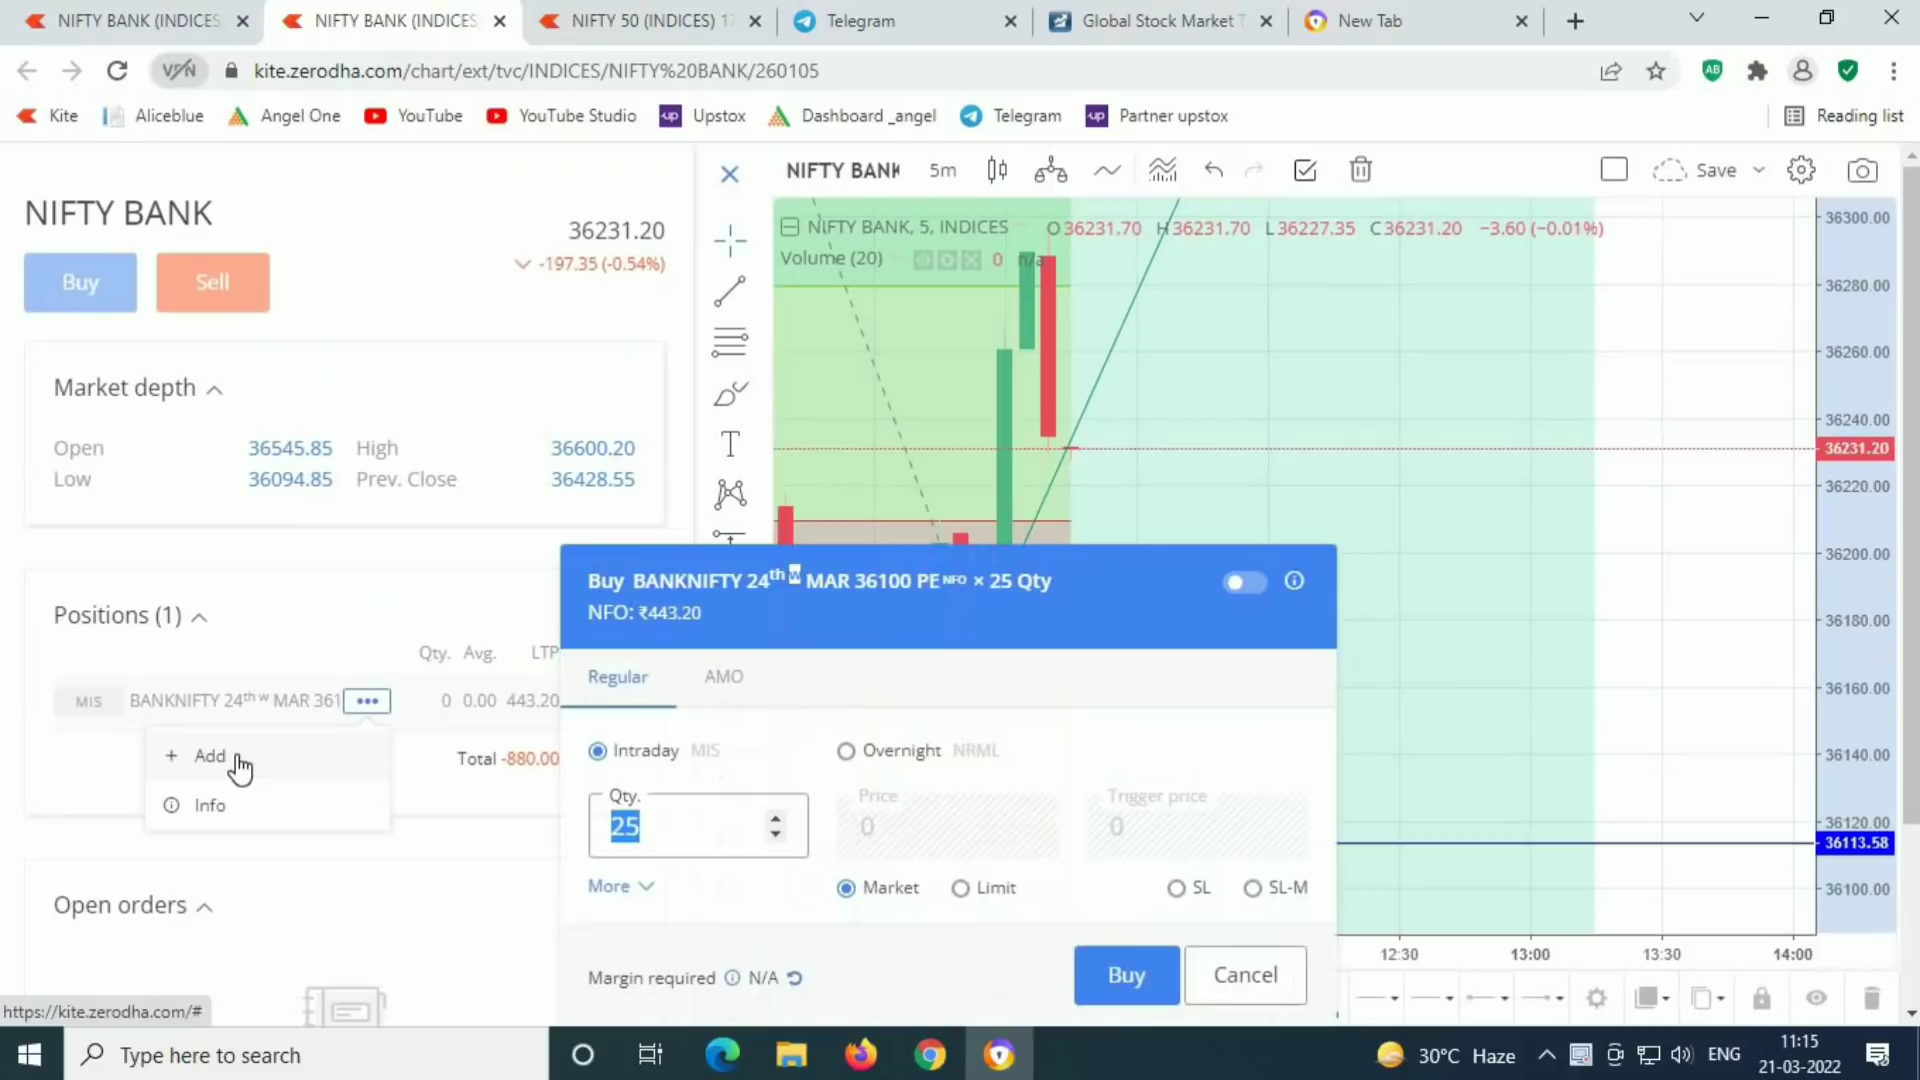 NIFTY BANK (INDICES
NIFTY BANK (INDICES
NIFTY 50 (INDICES) 17
Telegram
Global Stock Market T
New Tab
VPN
kite.zerodha.com/chart/ext/tvc/INDICES/NIFTY%20BANK/260105
AB
Kite
Aliceblue
Angel One
YouTube
YouTube Studio
up Upstox
Dashboard _angel
Telegram
up Partner upstox
Reading list
NIFTY BANK
36231.20
-197.35 (-0.54%)
Buy
Sell
Market depth
Open 36545.85 High 36600.20
Low 36094.85 Prev. Close 36428.55
Positions (1)
Qty. Avg. LTP
MIS BANKNIFTY 24th w MAR 361 ••• 0 0.00 443.20
+ Add
Info
Total -880.00
Open orders
https://kite.zerodha.com/#
NIFTY BANK 5m
Save
NIFTY BANK, 5, INDICES O36231.70 H36231.70 L36227.35 C36231.20 −3.60 (−0.01%)
Volume (20) 0 n/a
36300.00
36280.00
36260.00
36240.00
36231.20
36220.00
36200.00
36180.00
36160.00
36140.00
36120.00
36113.58
36100.00
12:30 13:00 13:30 14:00
Buy BANKNIFTY 24th w MAR 36100 PE NFO × 25 Qty
NFO: ₹443.20
Regular AMO
Intraday MIS Overnight NRML
Qty. Price Trigger price
25 0 0
More Market Limit SL SL-M
Margin required N/A
Buy Cancel
Type here to search
30°C Haze
ENG
11:15
21-03-2022